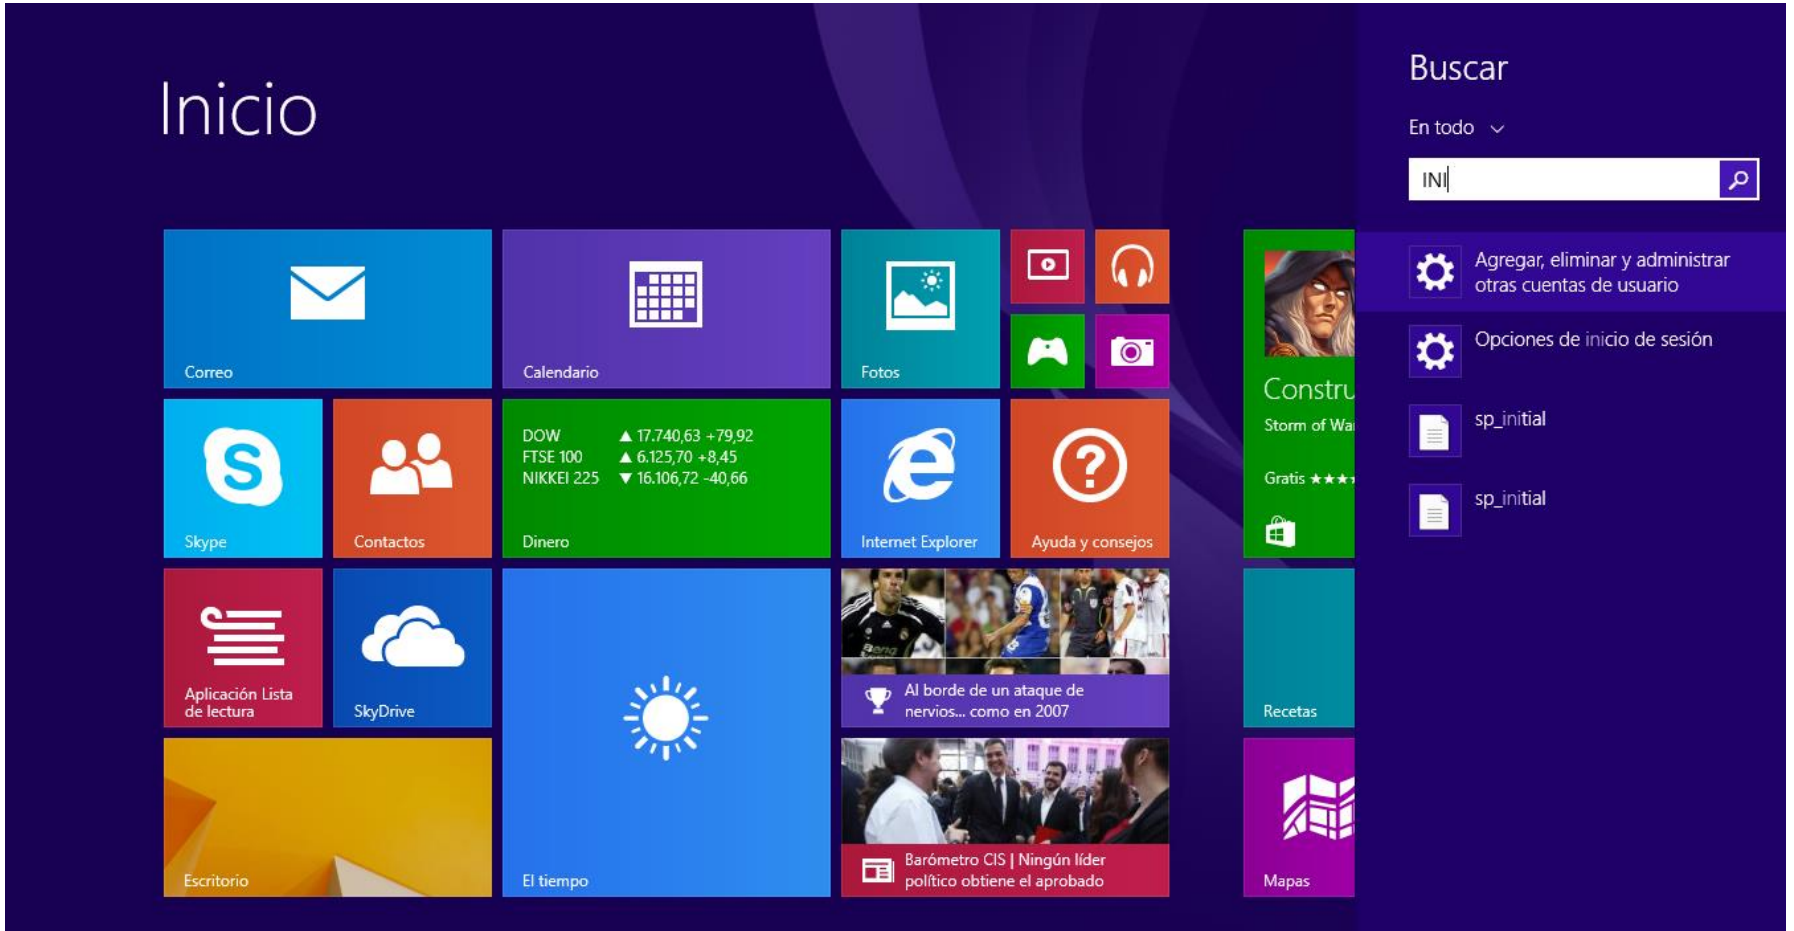 Inicio
Correo
Calendario
Fotos
Skype
Contactos
DOW ▲ 17.740,63 +79,92
FTSE 100 ▲ 6.125,70 +8,45
NIKKEI 225 ▼ 16.106,72 -40,66
Dinero
Internet Explorer
Ayuda y consejos
Aplicación Lista
de lectura
SkyDrive
Escritorio
El tiempo
Al borde de un ataque de
nervios... como en 2007
Barómetro CIS | Ningún líder
político obtiene el aprobado
Constru
Storm of Wa
Gratis ★★★
Recetas
Mapas
Buscar
En todo
INI
Agregar, eliminar y administrar
otras cuentas de usuario
Opciones de inicio de sesión
sp_initial
sp_initial